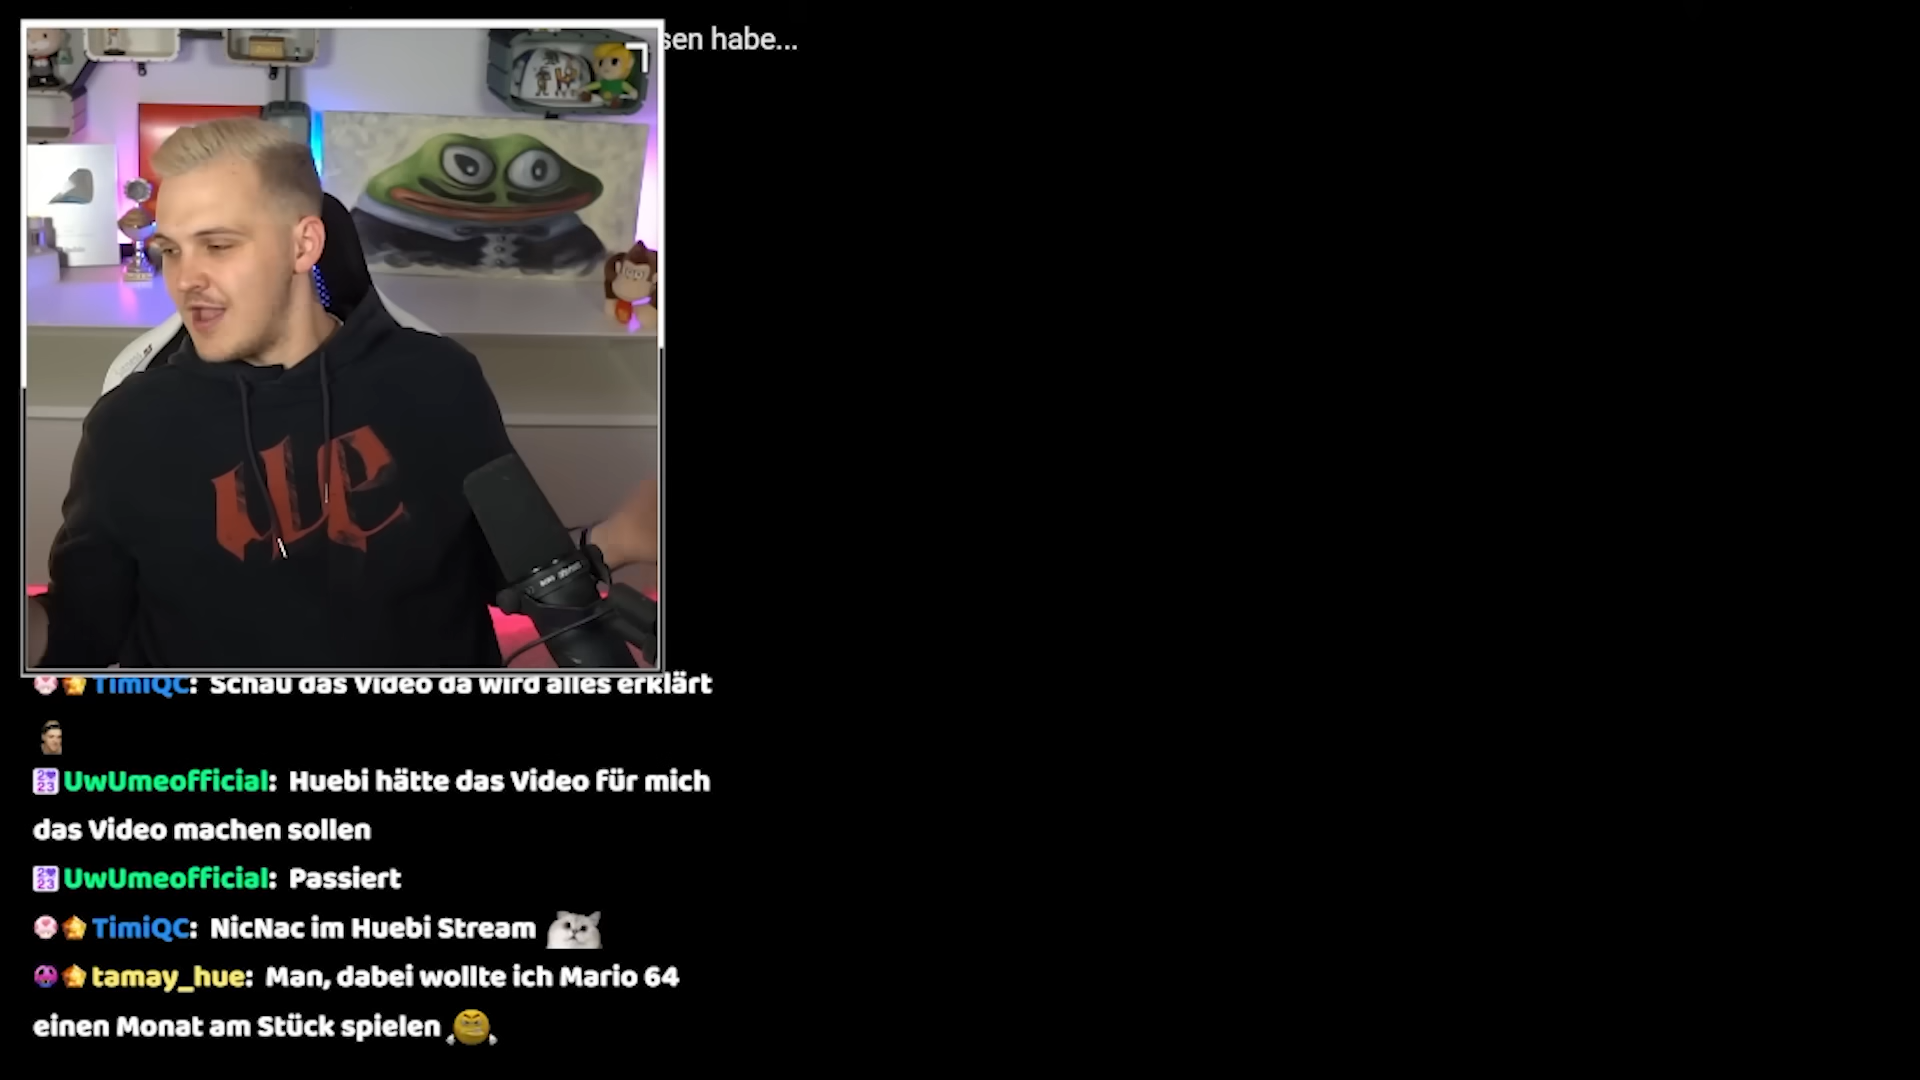 sen habe...
TimiQC: Schau das Video da wird alles erklärt
UwUmeofficial: Huebi hätte das Video für mich
das Video machen sollen
UwUmeofficial: Passiert
TimiQC: NicNac im Huebi Stream
tamay_hue: Man, dabei wollte ich Mario 64
einen Monat am Stück spielen